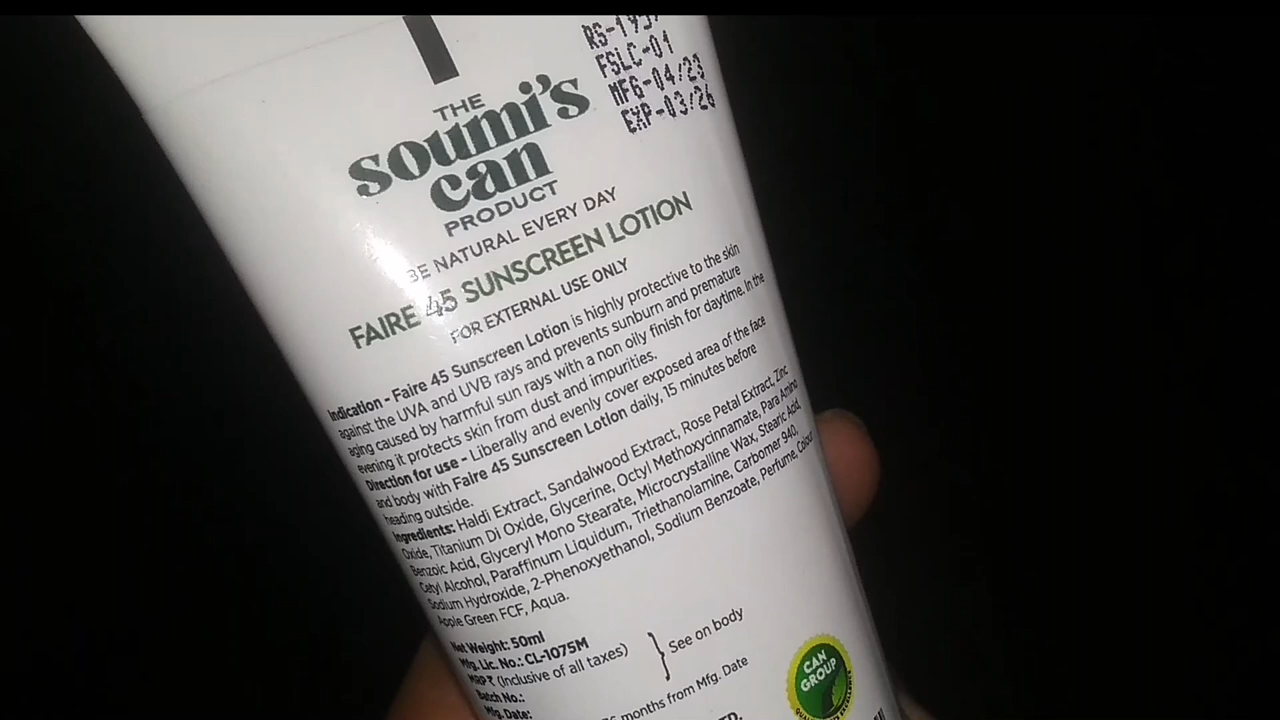 RS-193
FSLC-01
MFG-04/23
EXP-03/26
THE
soumi's
can
PRODUCT
BE NATURAL EVERY DAY
FAIRE 45 SUNSCREEN LOTION
FOR EXTERNAL USE ONLY
Indication - Faire 45 Sunscreen Lotion is highly protective to the skin
against the UVA and UVB rays and prevents sunburn and premature
aging caused by harmful sun rays with a non oily finish for daytime. In the
evening it protects skin from dust and impurities.
Direction for use - Liberally and evenly cover exposed area of the face
and body with Faire 45 Sunscreen Lotion daily, 15 minutes before
heading outside.
Ingredients: Haldi Extract, Sandalwood Extract, Rose Petal Extract, Zinc
Oxide, Titanium Di Oxide, Glycerine, Octyl Methoxycinnamate, Para Amino
Benzoic Acid, Glyceryl Mono Stearate, Microcrystalline Wax, Stearic Acid,
Cetyl Alcohol, Paraffinum Liquidum, Triethanolamine, Carbomer 940,
Sodium Hydroxide, 2-Phenoxyethanol, Sodium Benzoate, Perfume, Colour
Apple Green FCF, Aqua.
Net Weight: 50ml
Mfg. Lic. No.: CL-1075M
MRP ₹ (Inclusive of all taxes)
Batch No.:
Mfg. Date:
See on body
months from Mfg. Date
LTD.
CAN
GROUP